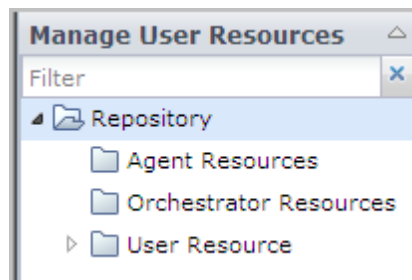 Manage User Resources
Filter
Repository
Agent Resources
Orchestrator Resources
User Resource